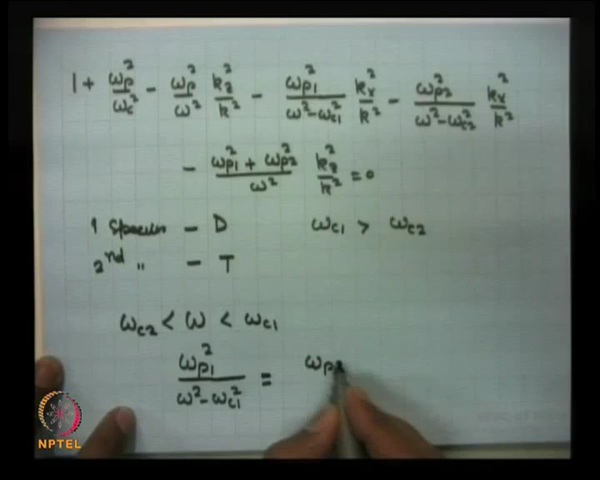 1 + ωp²/ωc² - ωp²/ω² kz²/k² - ωp1²/(ω²-ωc1²) kx²/k² - ωp2²/(ω²-ωc2²) kx²/k²
- (ωp1² + ωp2²)/ω² kz²/k² = 0
1 Species - D ωc1 > ωc2
2nd " - T
ωc2 < ω < ωc1
ωp1²/(ω²-ωc1²) = ωp2
NPTEL